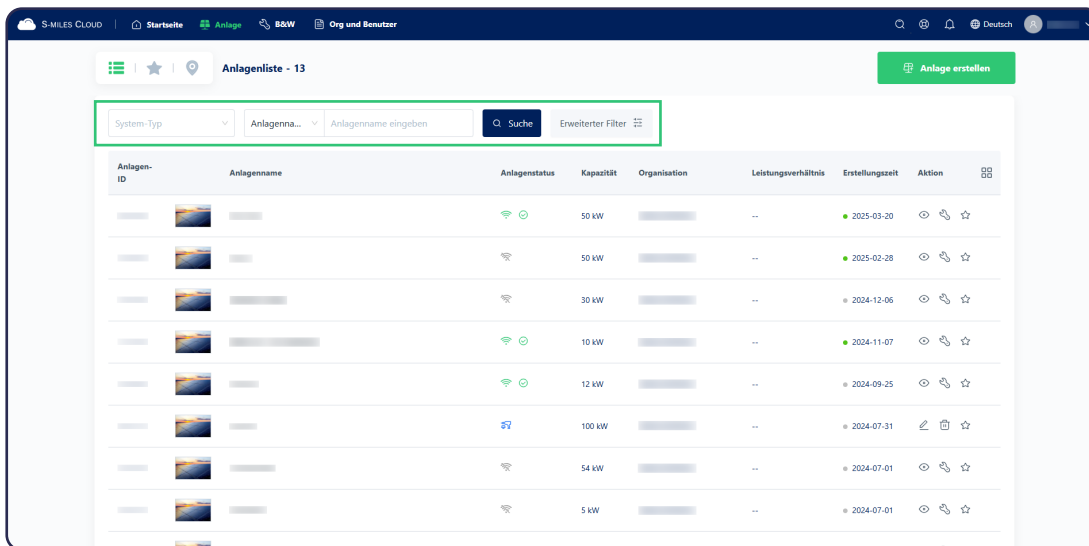 S-MILES CLOUD Startseite Anlage B&W Org und Benutzer Deutsch
Anlagenliste - 13 Anlage erstellen
System-Typ Anlagenna... Anlagenname eingeben Suche Erweiterter Filter
Anlagen-ID Anlagenname Anlagenstatus Kapazität Organisation Leistungsverhältnis Erstellungszeit Aktion
50 kW -- 2025-03-20
50 kW -- 2025-02-28
30 kW -- 2024-12-06
10 kW -- 2024-11-07
12 kW -- 2024-09-25
100 kW -- 2024-07-31
54 kW -- 2024-07-01
5 kW -- 2024-07-01